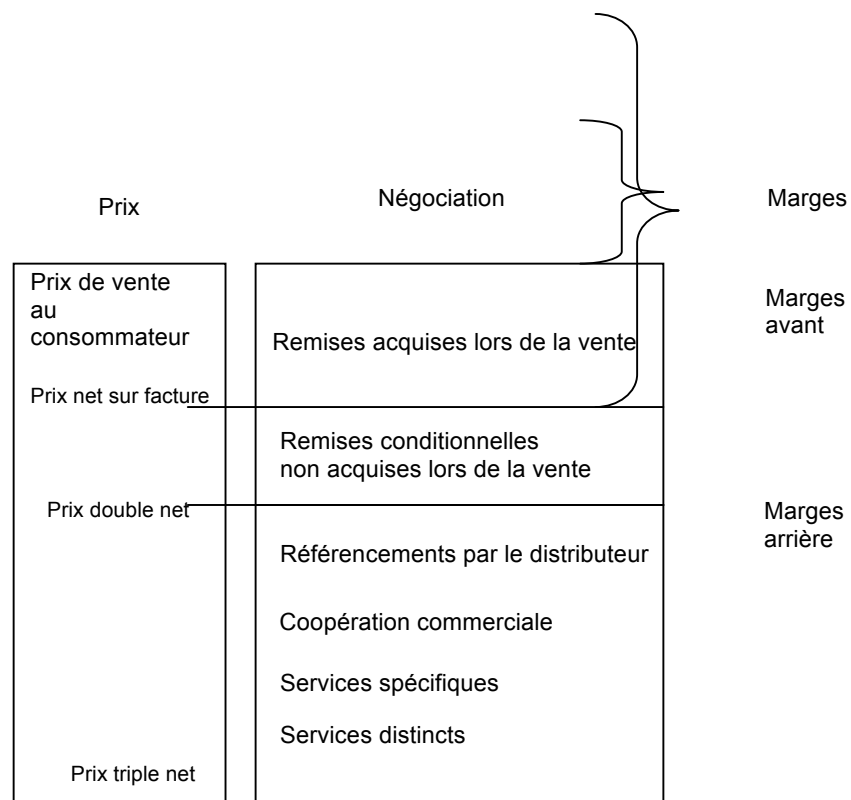 Prix
Négociation
Marges
Prix de vente
au
consommateur
Remises acquises lors de la vente
Marges
avant
Prix net sur facture
Remises conditionnelles
non acquises lors de la vente
Prix double net
Marges
arrière
Référencements par le distributeur
Coopération commerciale
Services spécifiques
Services distincts
Prix triple net